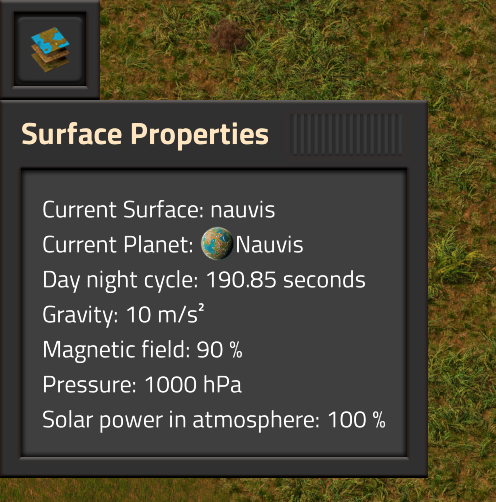 Surface Properties
Current Surface: nauvis
Current Planet: Nauvis
Day night cycle: 190.85 seconds
Gravity: 10 m/s²
Magnetic field: 90 %
Pressure: 1000 hPa
Solar power in atmosphere: 100 %